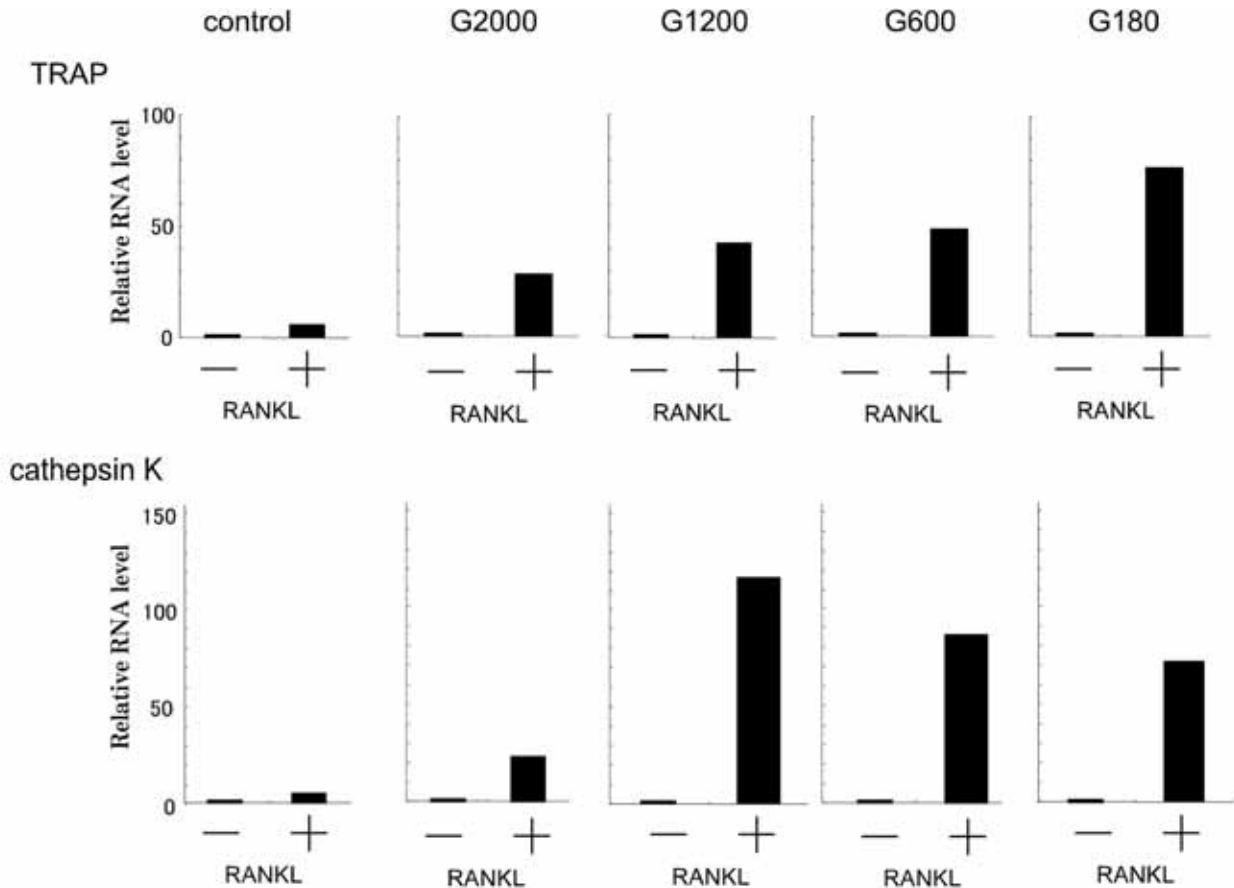 control G2000 G1200 G600 G180
TRAP
Relative RNA level
100
50
0
— + — + — + — + — +
RANKL RANKL RANKL RANKL RANKL
cathepsin K
Relative RNA level
150
100
50
0
— + — + — + — + — +
RANKL RANKL RANKL RANKL RANKL